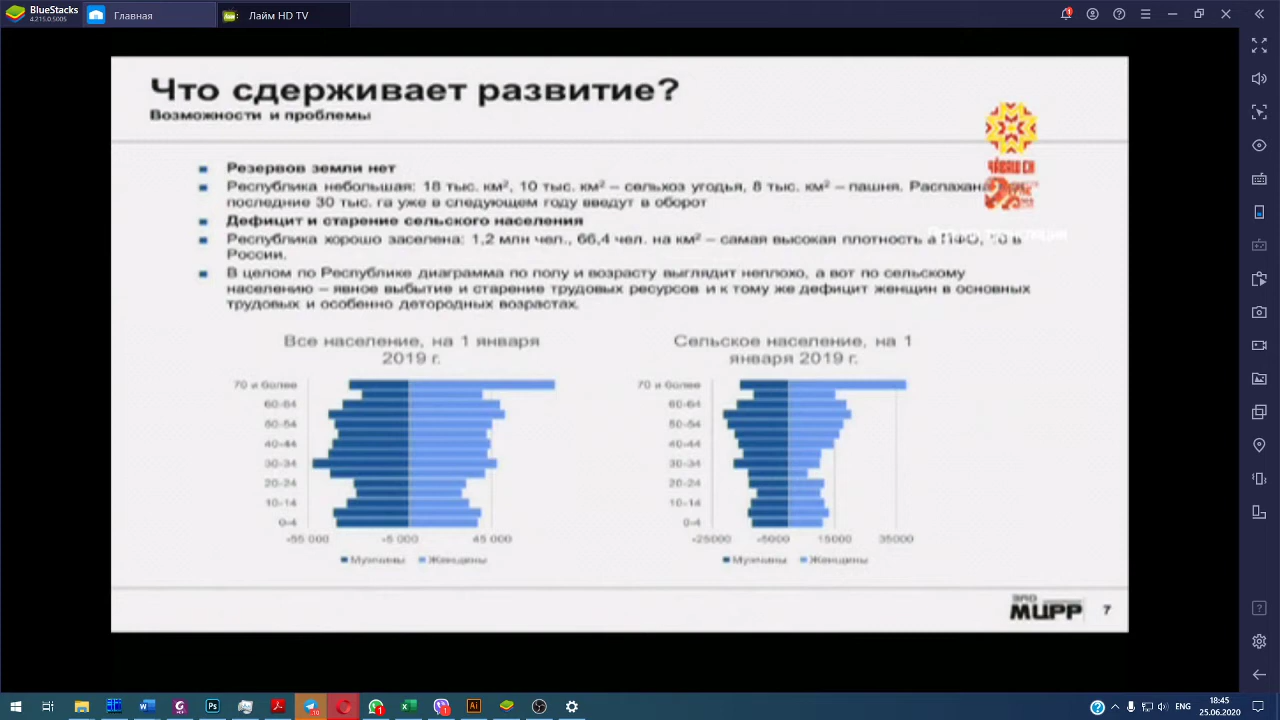 BlueStacks
4.215.0.5005
Главная
Лайм HD TV
Что сдерживает развитие?
Возможности и проблемы
ЧӐВАШ ЕН
Резервов земли нет
Республика небольшая: 18 тыс. км², 10 тыс. км² – сельхоз угодья, 8 тыс. км² – пашня.
последние 30 тыс. га уже в следующем году введут в оборот
Дефицит и старение сельского населения
Республика хорошо заселена: 1,2 млн чел., 66,4 чел. на км² – самая высокая плотность а ПФО, 10 в
России.
В целом по Республике диаграмма по полу и возрасту выглядит неплохо, а вот по сельскому
населению – явное выбытие и старение трудовых ресурсов и к тому же дефицит женщин в основных
трудовых и особенно детородных возрастах.
Все население, на 1 января
2019 г.
70 и более
60-64
50-54
40-44
30-34
20-24
10-14
0-4
-55 000 -5 000 45 000
Мужчины Женщины
Сельское население, на 1
января 2019 г.
70 и более
60-64
50-54
40-44
30-34
20-24
10-14
0-4
-25000 -5000 15000 35000
Мужчины Женщины
МИРР
7
ENG
18:45
25.06.2020